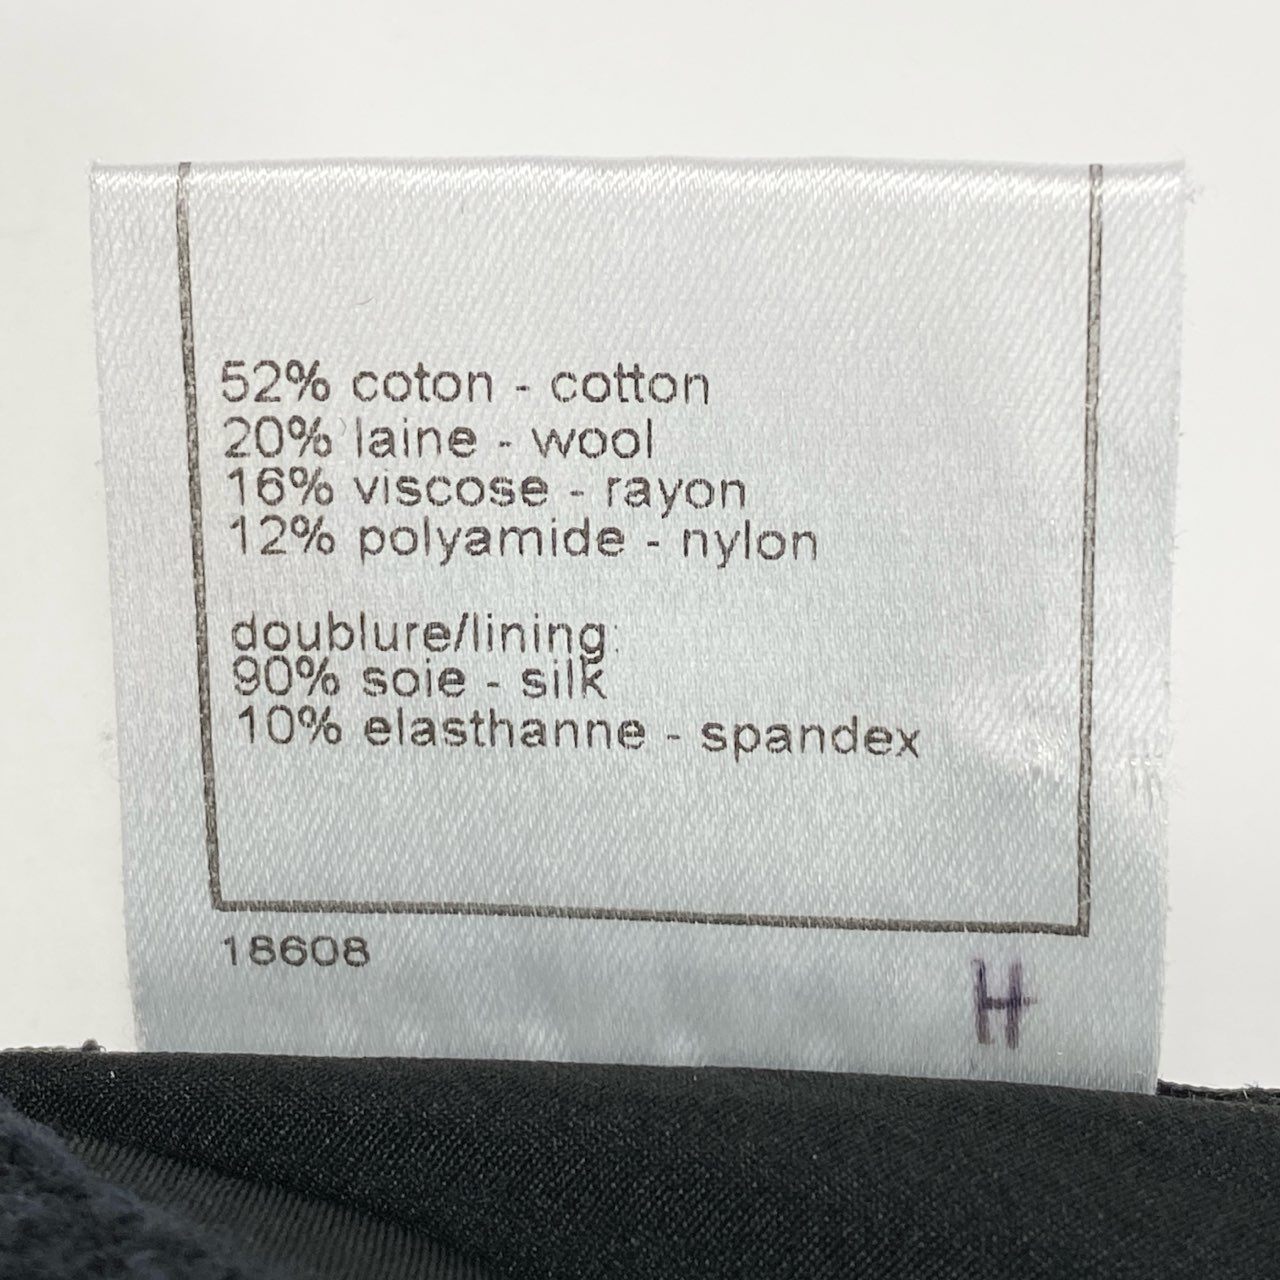 52% coton - cotton
20% laine - wool
16% viscose - rayon
12% polyamide - nylon
doublure/lining:
90% soie - silk
10% elasthanne - spandex
18608
H